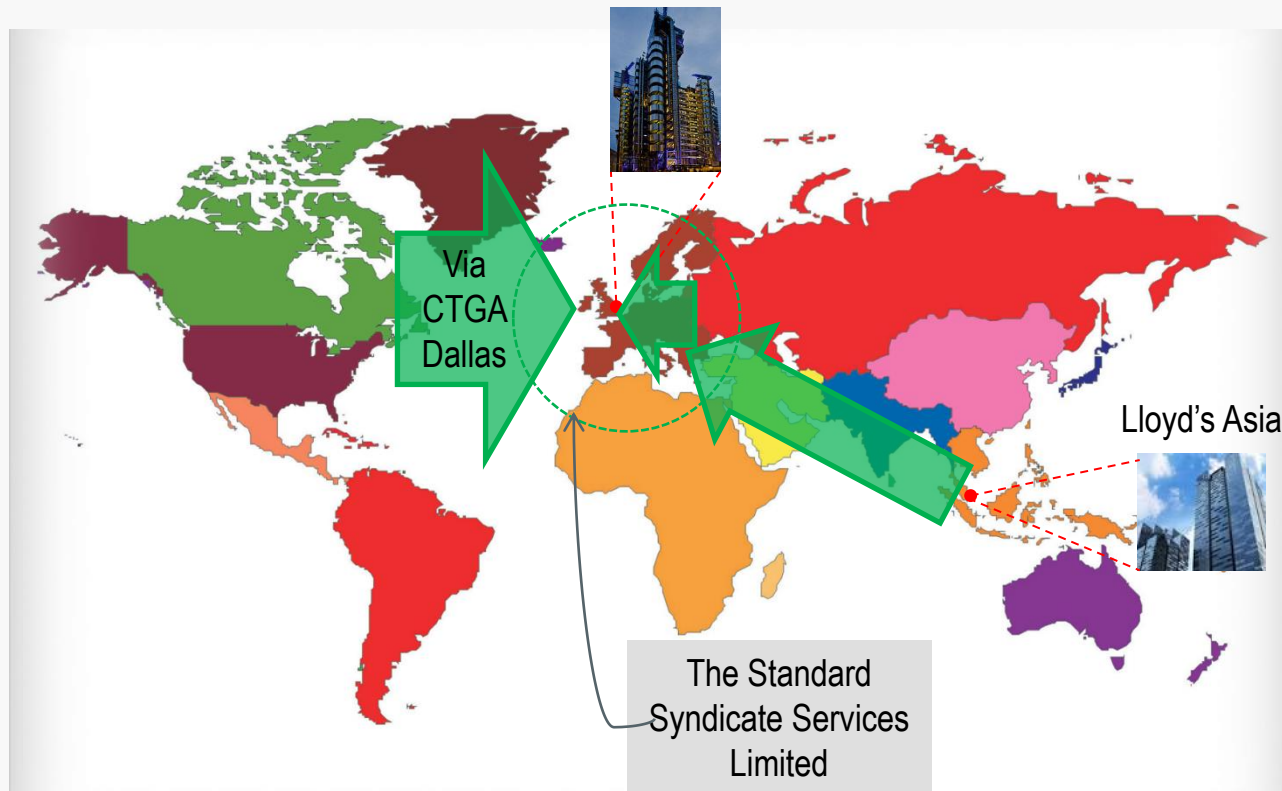 Via
CTGA
Dallas
Lloyd’s Asia
The Standard
Syndicate Services
Limited